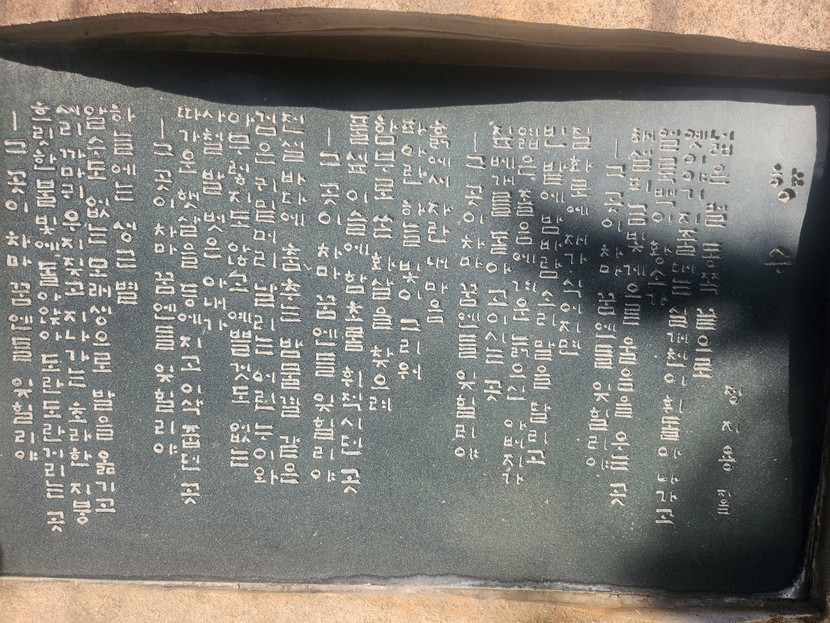 향수
정지용
넓은 벌 동쪽 끝으로
옛이야기 지줄대는 실개천이 휘돌아 나가고
얼룩백이 황소가
해설피 금빛 게으른 울음을 우는 곳
— 그 곳이 차마 꿈엔들 잊힐리야
질화로에 재가 식어지면
빈 밭에 밤바람 소리 말을 달리고
엷은 졸음에 겨운 늙으신 아버지가
짚벼개를 돋아 고이시는 곳
— 그 곳이 차마 꿈엔들 잊힐리야
흙에서 자란 내 마음
파아란 하늘 빛이 그리워
함부로 쏜 화살을 찾으려
풀섶 이슬에 함추름 휘적시던 곳
— 그 곳이 차마 꿈엔들 잊힐리야
전설 바다에 춤추는 밤물결 같은
검은 귀밑머리 날리는 어린 누이와
아무렇지도 않고 예쁠것도 없는
사철 발 벗은 아내가
따가운 햇살을 등에 지고 이삭 줍던 곳
— 그 곳이 차마 꿈엔들 잊힐리야
하늘에는 성근 별
알 수도 없는 모래성으로 발을 옮기고
서리 까마귀 우지짖고 지나가는 초라한 지붕
흐릿한 불빛에 돌아앉아 도란도란거리는 곳
— 그 곳이 차마 꿈엔들 잊힐리야